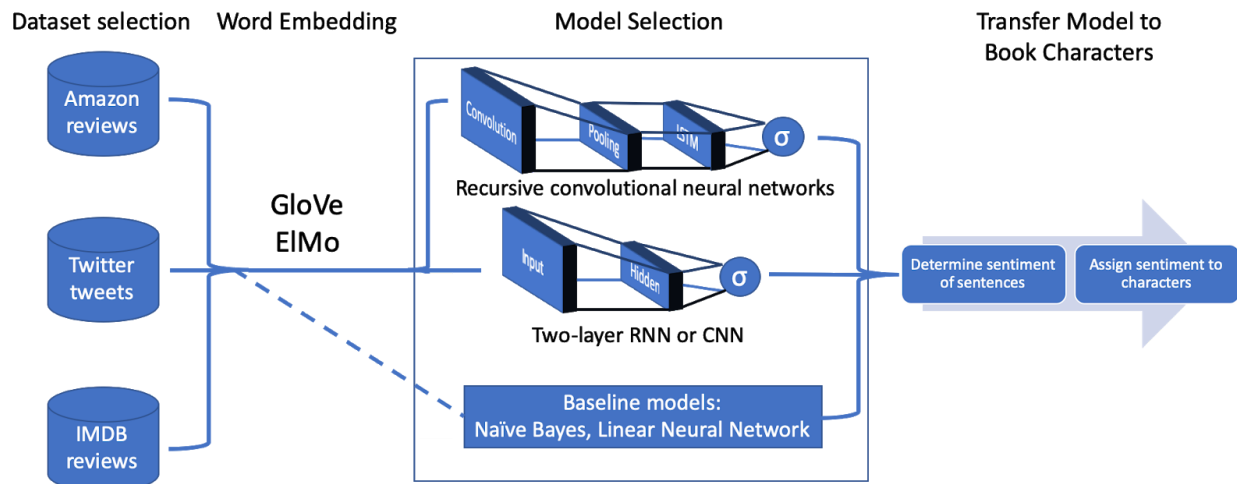 Dataset selection
Word Embedding
Model Selection
Transfer Model to
Book Characters
Amazon
reviews
Twitter
tweets
IMDB
reviews
GloVe
ElMo
Convolution
Pooling
LSTM
σ
Recursive convolutional neural networks
Input
Hidden
σ
Two-layer RNN or CNN
Baseline models:
Naïve Bayes, Linear Neural Network
Determine sentiment
of sentences
Assign sentiment to
characters